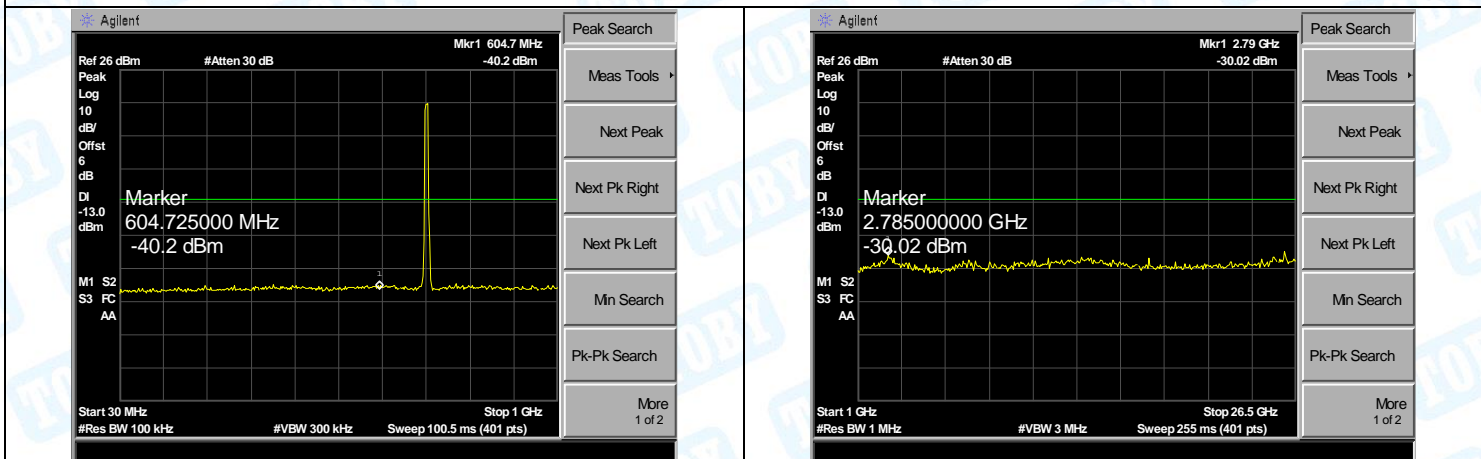 Agilent
Peak Search
Mkr1 604.7 MHz
Ref 26 dBm #Atten 30 dB -40.2 dBm
Peak
Log
10
dB/
Offst
6
dB
DI
-13.0
dBm
Marker
604.725000 MHz
-40.2 dBm
1
M1 S2
S3 FC
AA
Start 30 MHz Stop 1 GHz
#Res BW 100 kHz #VBW 300 kHz Sweep 100.5 ms (401 pts)
Meas Tools
Next Peak
Next Pk Right
Next Pk Left
Min Search
Pk-Pk Search
More
1 of 2
Agilent
Peak Search
Mkr1 2.79 GHz
Ref 26 dBm #Atten 30 dB -30.02 dBm
Peak
Log
10
dB/
Offst
6
dB
DI
-13.0
dBm
Marker
2.785000000 GHz
-30.02 dBm
M1 S2
S3 FC
AA
Start 1 GHz Stop 26.5 GHz
#Res BW 1 MHz #VBW 3 MHz Sweep 255 ms (401 pts)
Meas Tools
Next Peak
Next Pk Right
Next Pk Left
Min Search
Pk-Pk Search
More
1 of 2
TOBY